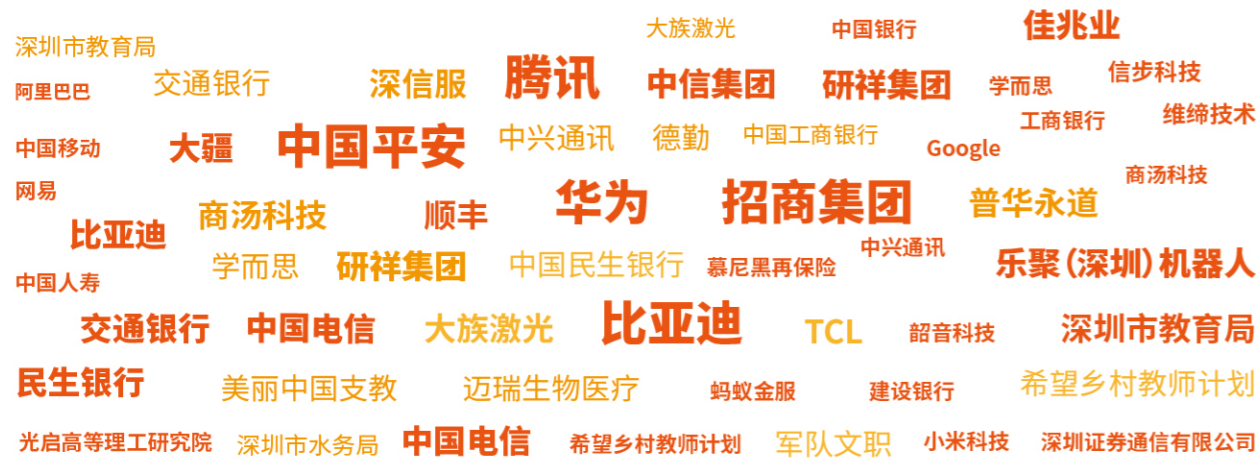 深圳市教育局
大族激光
中国银行
佳兆业
阿里巴巴
交通银行
深信服
腾讯
中信集团
研祥集团
学而思
信步科技
中国移动
大疆
中国平安
中兴通讯
德勤
中国工商银行
Google
工商银行
维缔技术
网易
比亚迪
商汤科技
顺丰
华为
招商集团
普华永道
商汤科技
中国人寿
学而思
研祥集团
中国民生银行
慕尼黑再保险
中兴通讯
乐聚(深圳)机器人
交通银行
中国电信
大族激光
比亚迪
TCL
韶音科技
深圳市教育局
民生银行
美丽中国支教
迈瑞生物医疗
蚂蚁金服
建设银行
希望乡村教师计划
光启高等理工研究院
深圳市水务局
中国电信
希望乡村教师计划
军队文职
小米科技
深圳证券通信有限公司